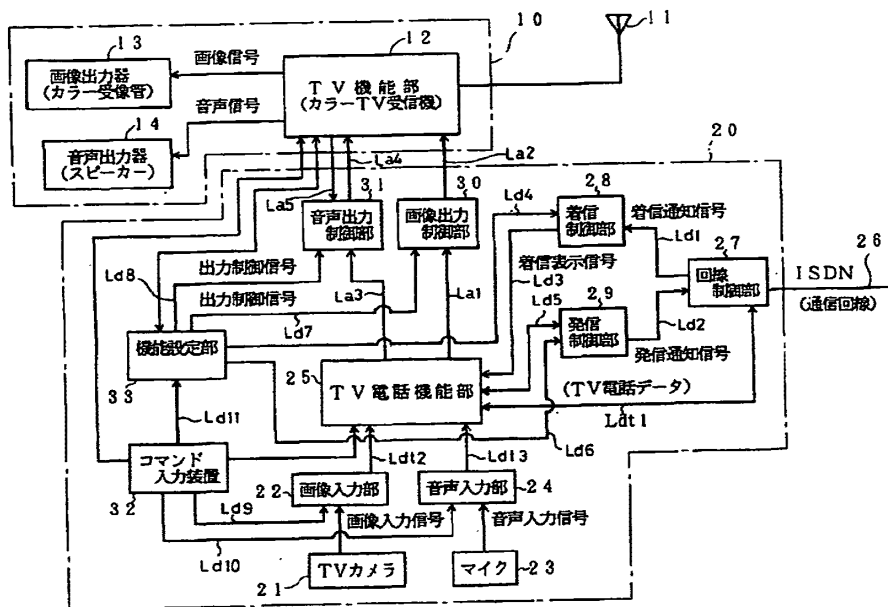 13
画像出力器
(カラー受像管)
画像信号
12
TV機能部
(カラーTV受信機)
10
11
14
音声信号
音声出力器
(スピーカー)
La4
La2
20
La5
31
音声出力
制御部
30
画像出力
制御部
Ld4
28
着信
制御部
着信通知信号
Ld1
26
27
回線
制御部
ISDN
(通信回線)
Ld8
出力制御信号
出力制御信号
Ld7
La3
La1
着信表示信号
Ld3
Ld5
29
発信
制御部
Ld2
発信通知信号
機能設定部
33
25
TV電話機能部
(TV電話データ)
Ldt1
Ld11
Ld6
コマンド
入力装置
32
Ldt2
Ldt3
22
画像入力部
音声入力部
24
Ld9
画像入力信号
音声入力信号
Ld10
21
TVカメラ
マイク
23